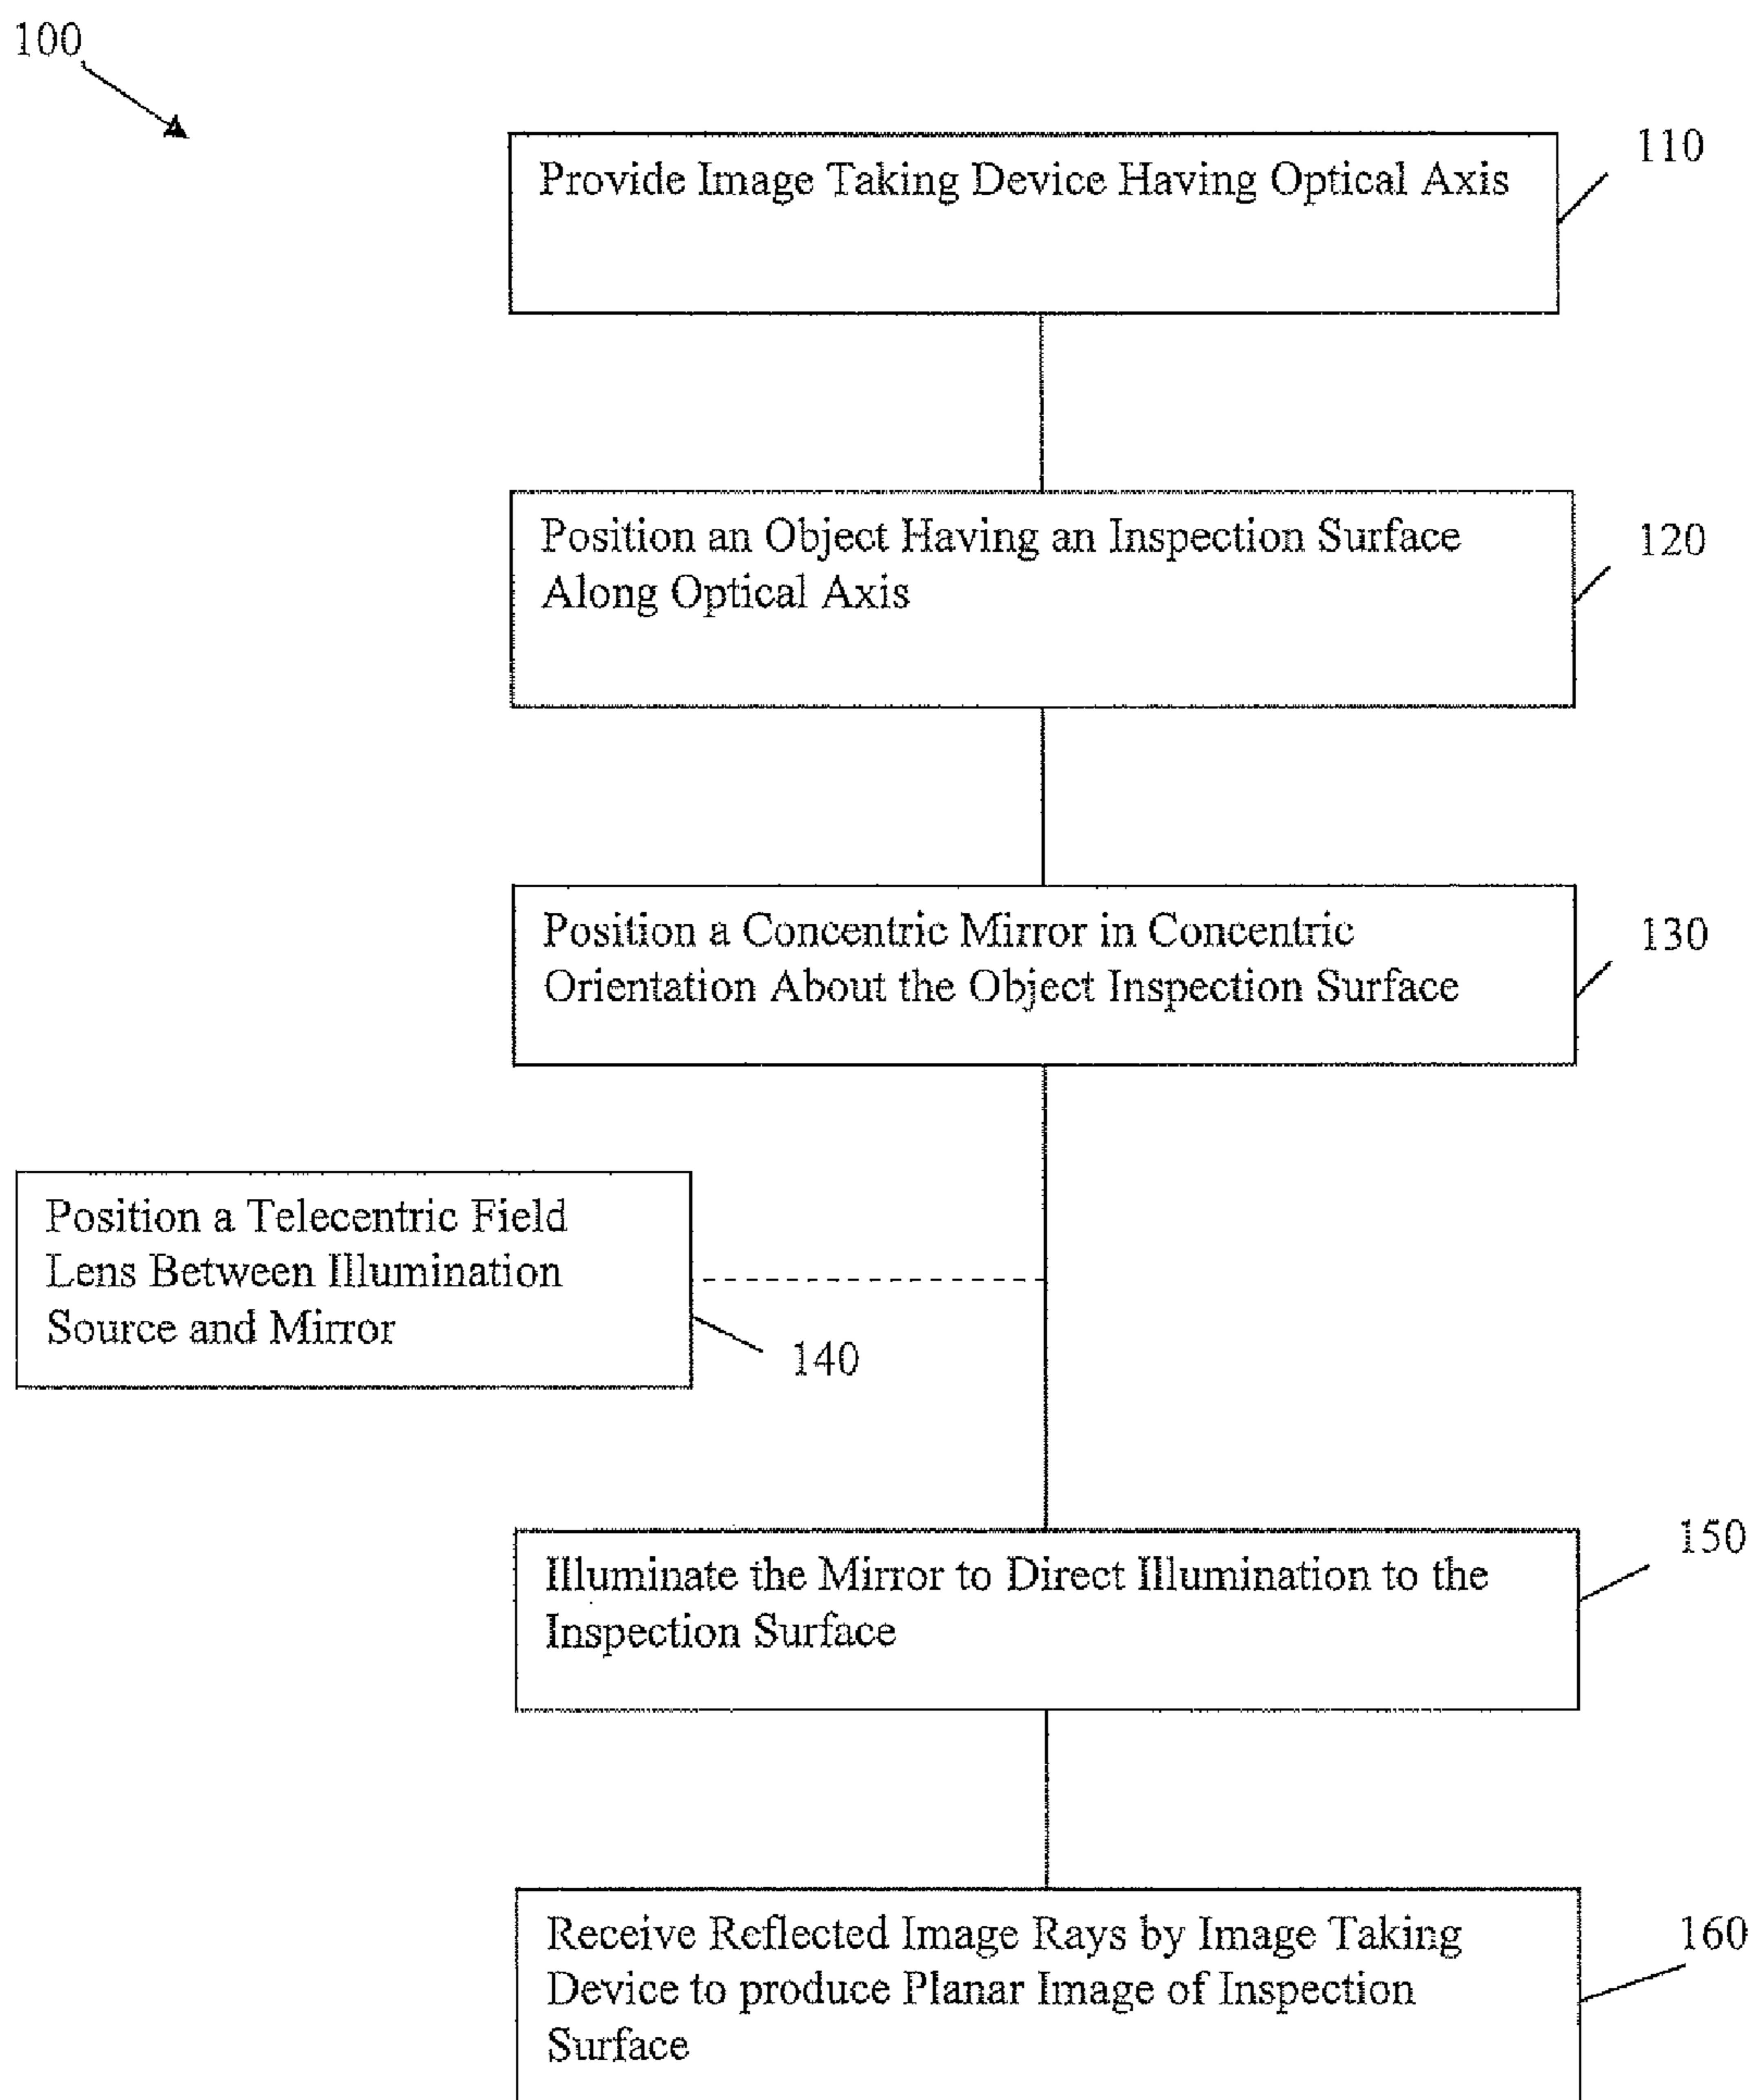 100
110
Provide Image Taking Device Having Optical Axis
120
Position an Object Having an Inspection Surface
Along Optical Axis
130
Position a Concentric Mirror in Concentric
Orientation About the Object Inspection Surface
Position a Telecentric Field
Lens Between Illumination
Source and Mirror
140
150
Illuminate the Mirror to Direct Illumination to the
Inspection Surface
160
Receive Reflected Image Rays by Image Taking
Device to produce Planar Image of Inspection
Surface